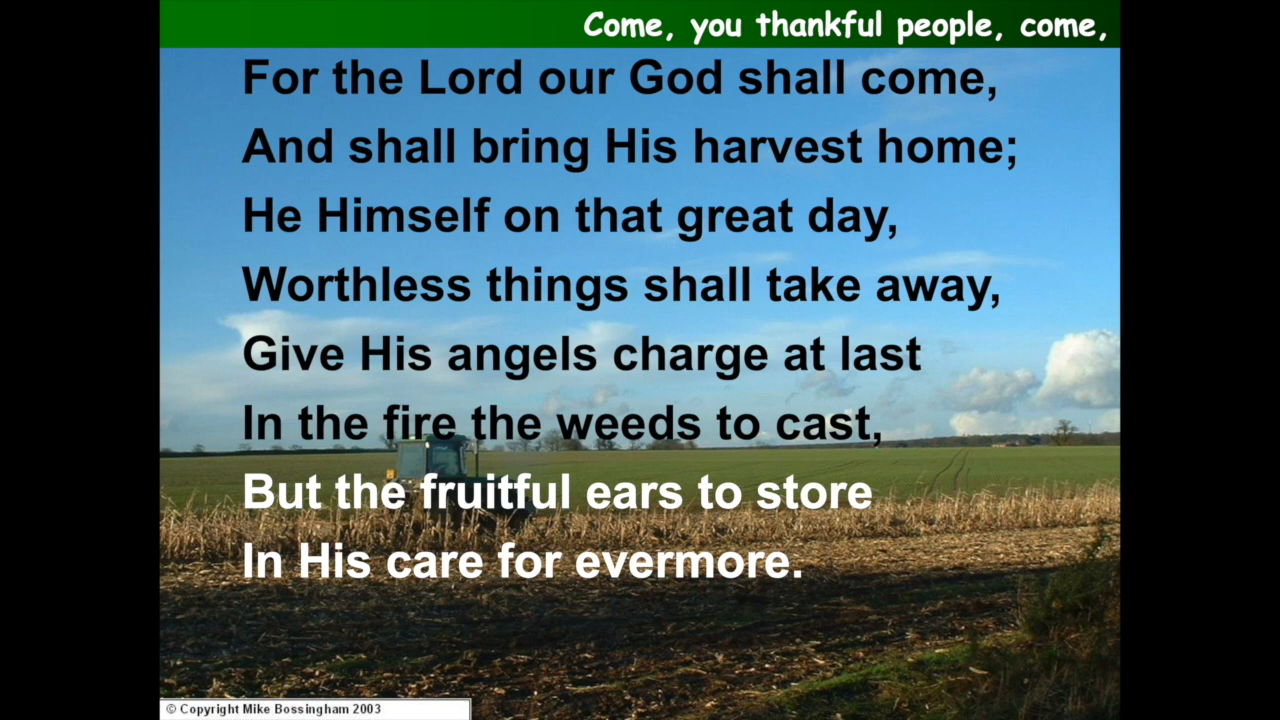 Come, you thankful people, come,
For the Lord our God shall come,
And shall bring His harvest home;
He Himself on that great day,
Worthless things shall take away,
Give His angels charge at last
In the fire the weeds to cast,
But the fruitful ears to store
In His care for evermore.
© Copyright Mike Bossingham 2003